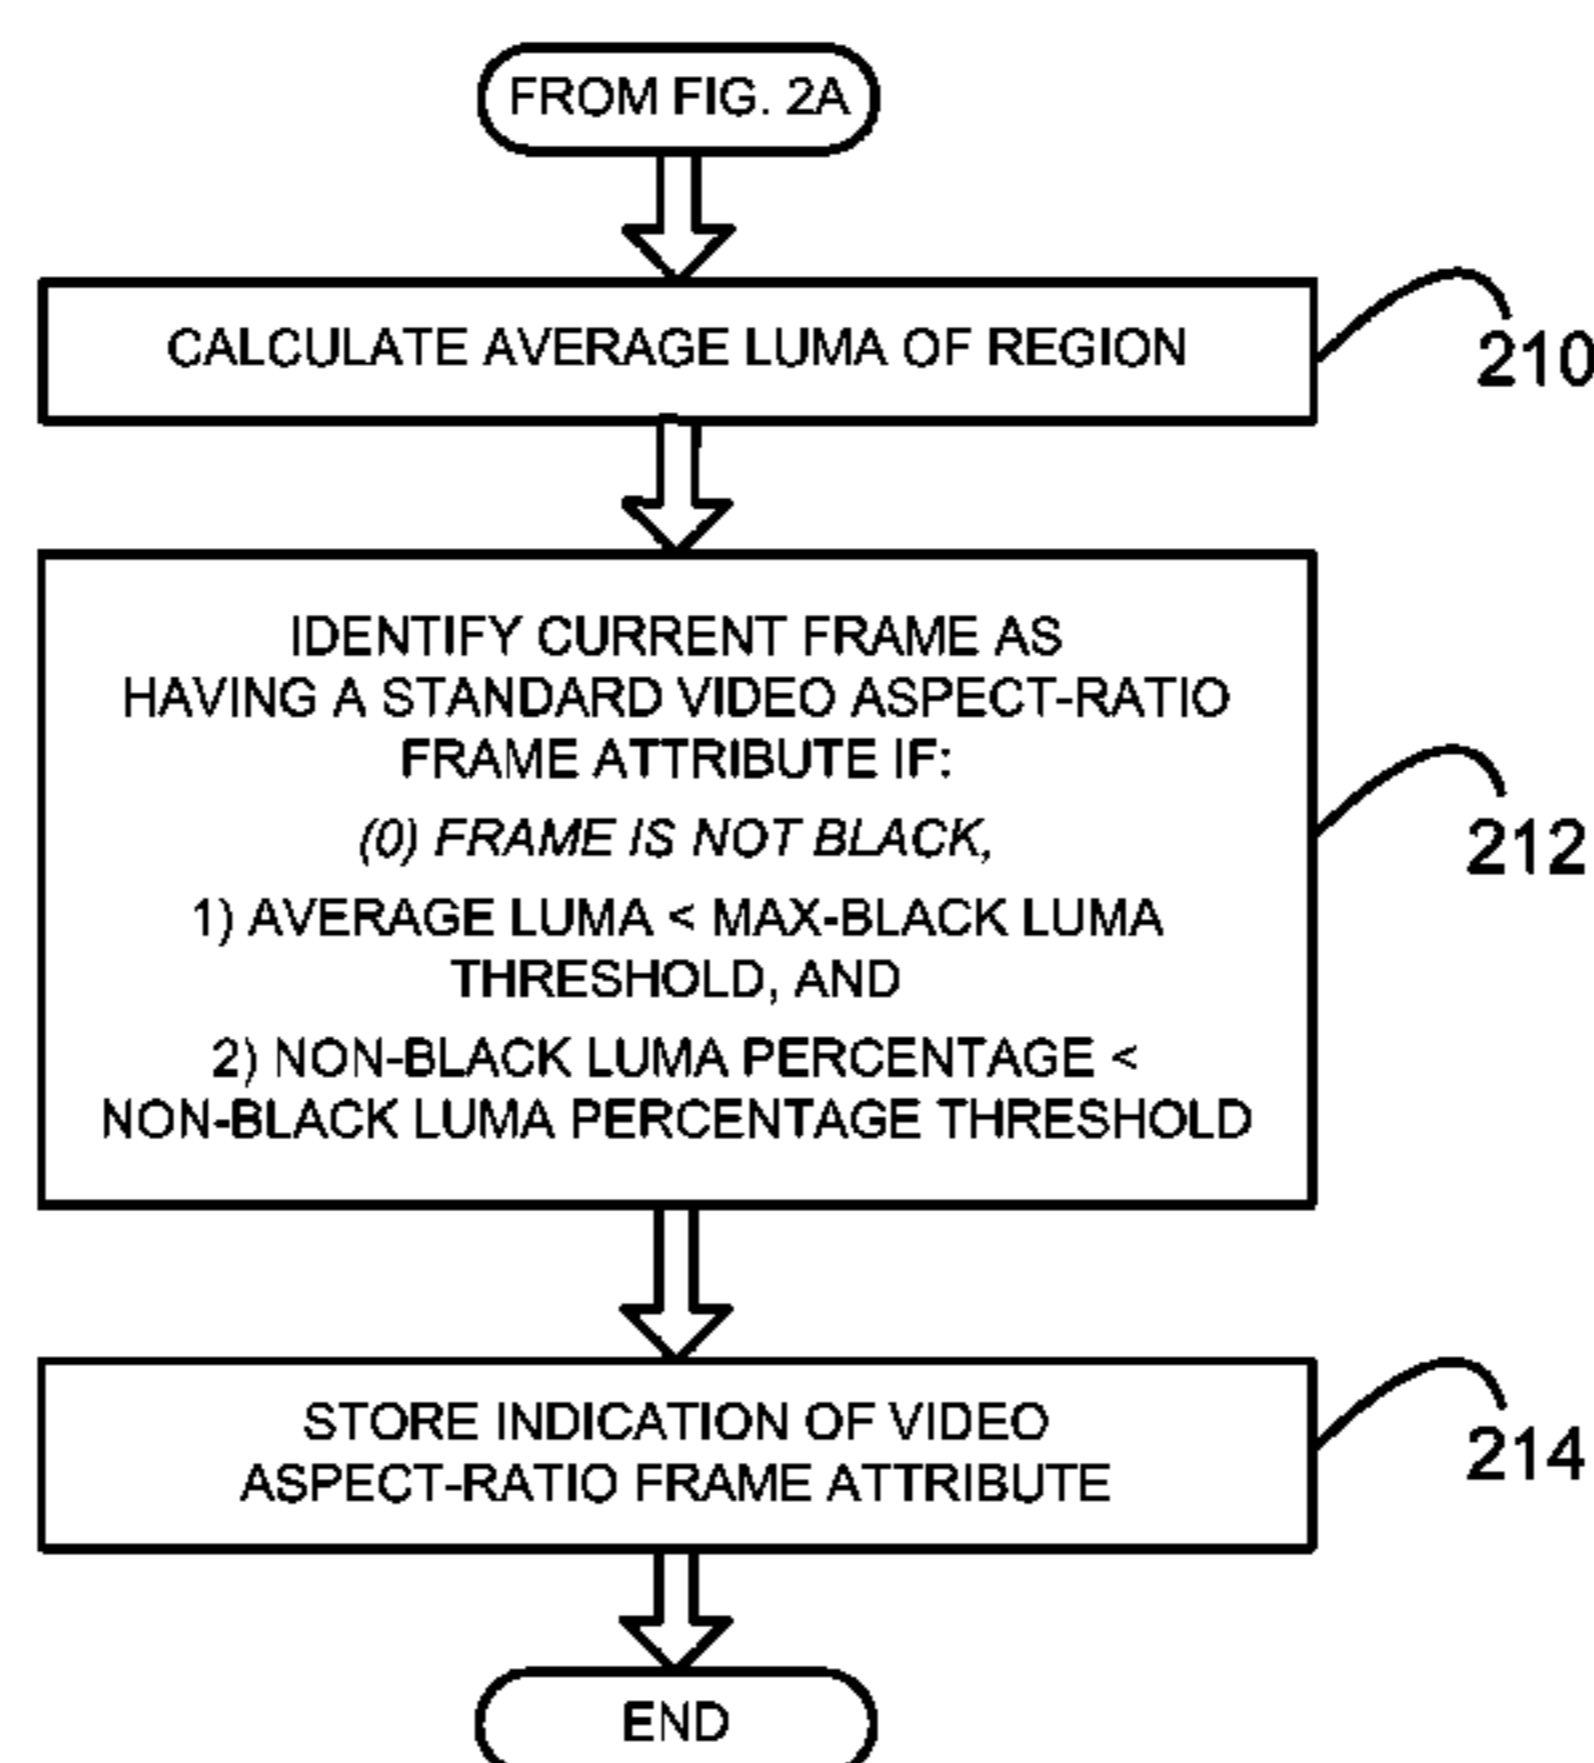 FROM FIG. 2A
CALCULATE AVERAGE LUMA OF REGION
210
IDENTIFY CURRENT FRAME AS
HAVING A STANDARD VIDEO ASPECT-RATIO
FRAME ATTRIBUTE IF:
(0) FRAME IS NOT BLACK,
1) AVERAGE LUMA < MAX-BLACK LUMA
THRESHOLD, AND
2) NON-BLACK LUMA PERCENTAGE <
NON-BLACK LUMA PERCENTAGE THRESHOLD
212
STORE INDICATION OF VIDEO
ASPECT-RATIO FRAME ATTRIBUTE
214
END